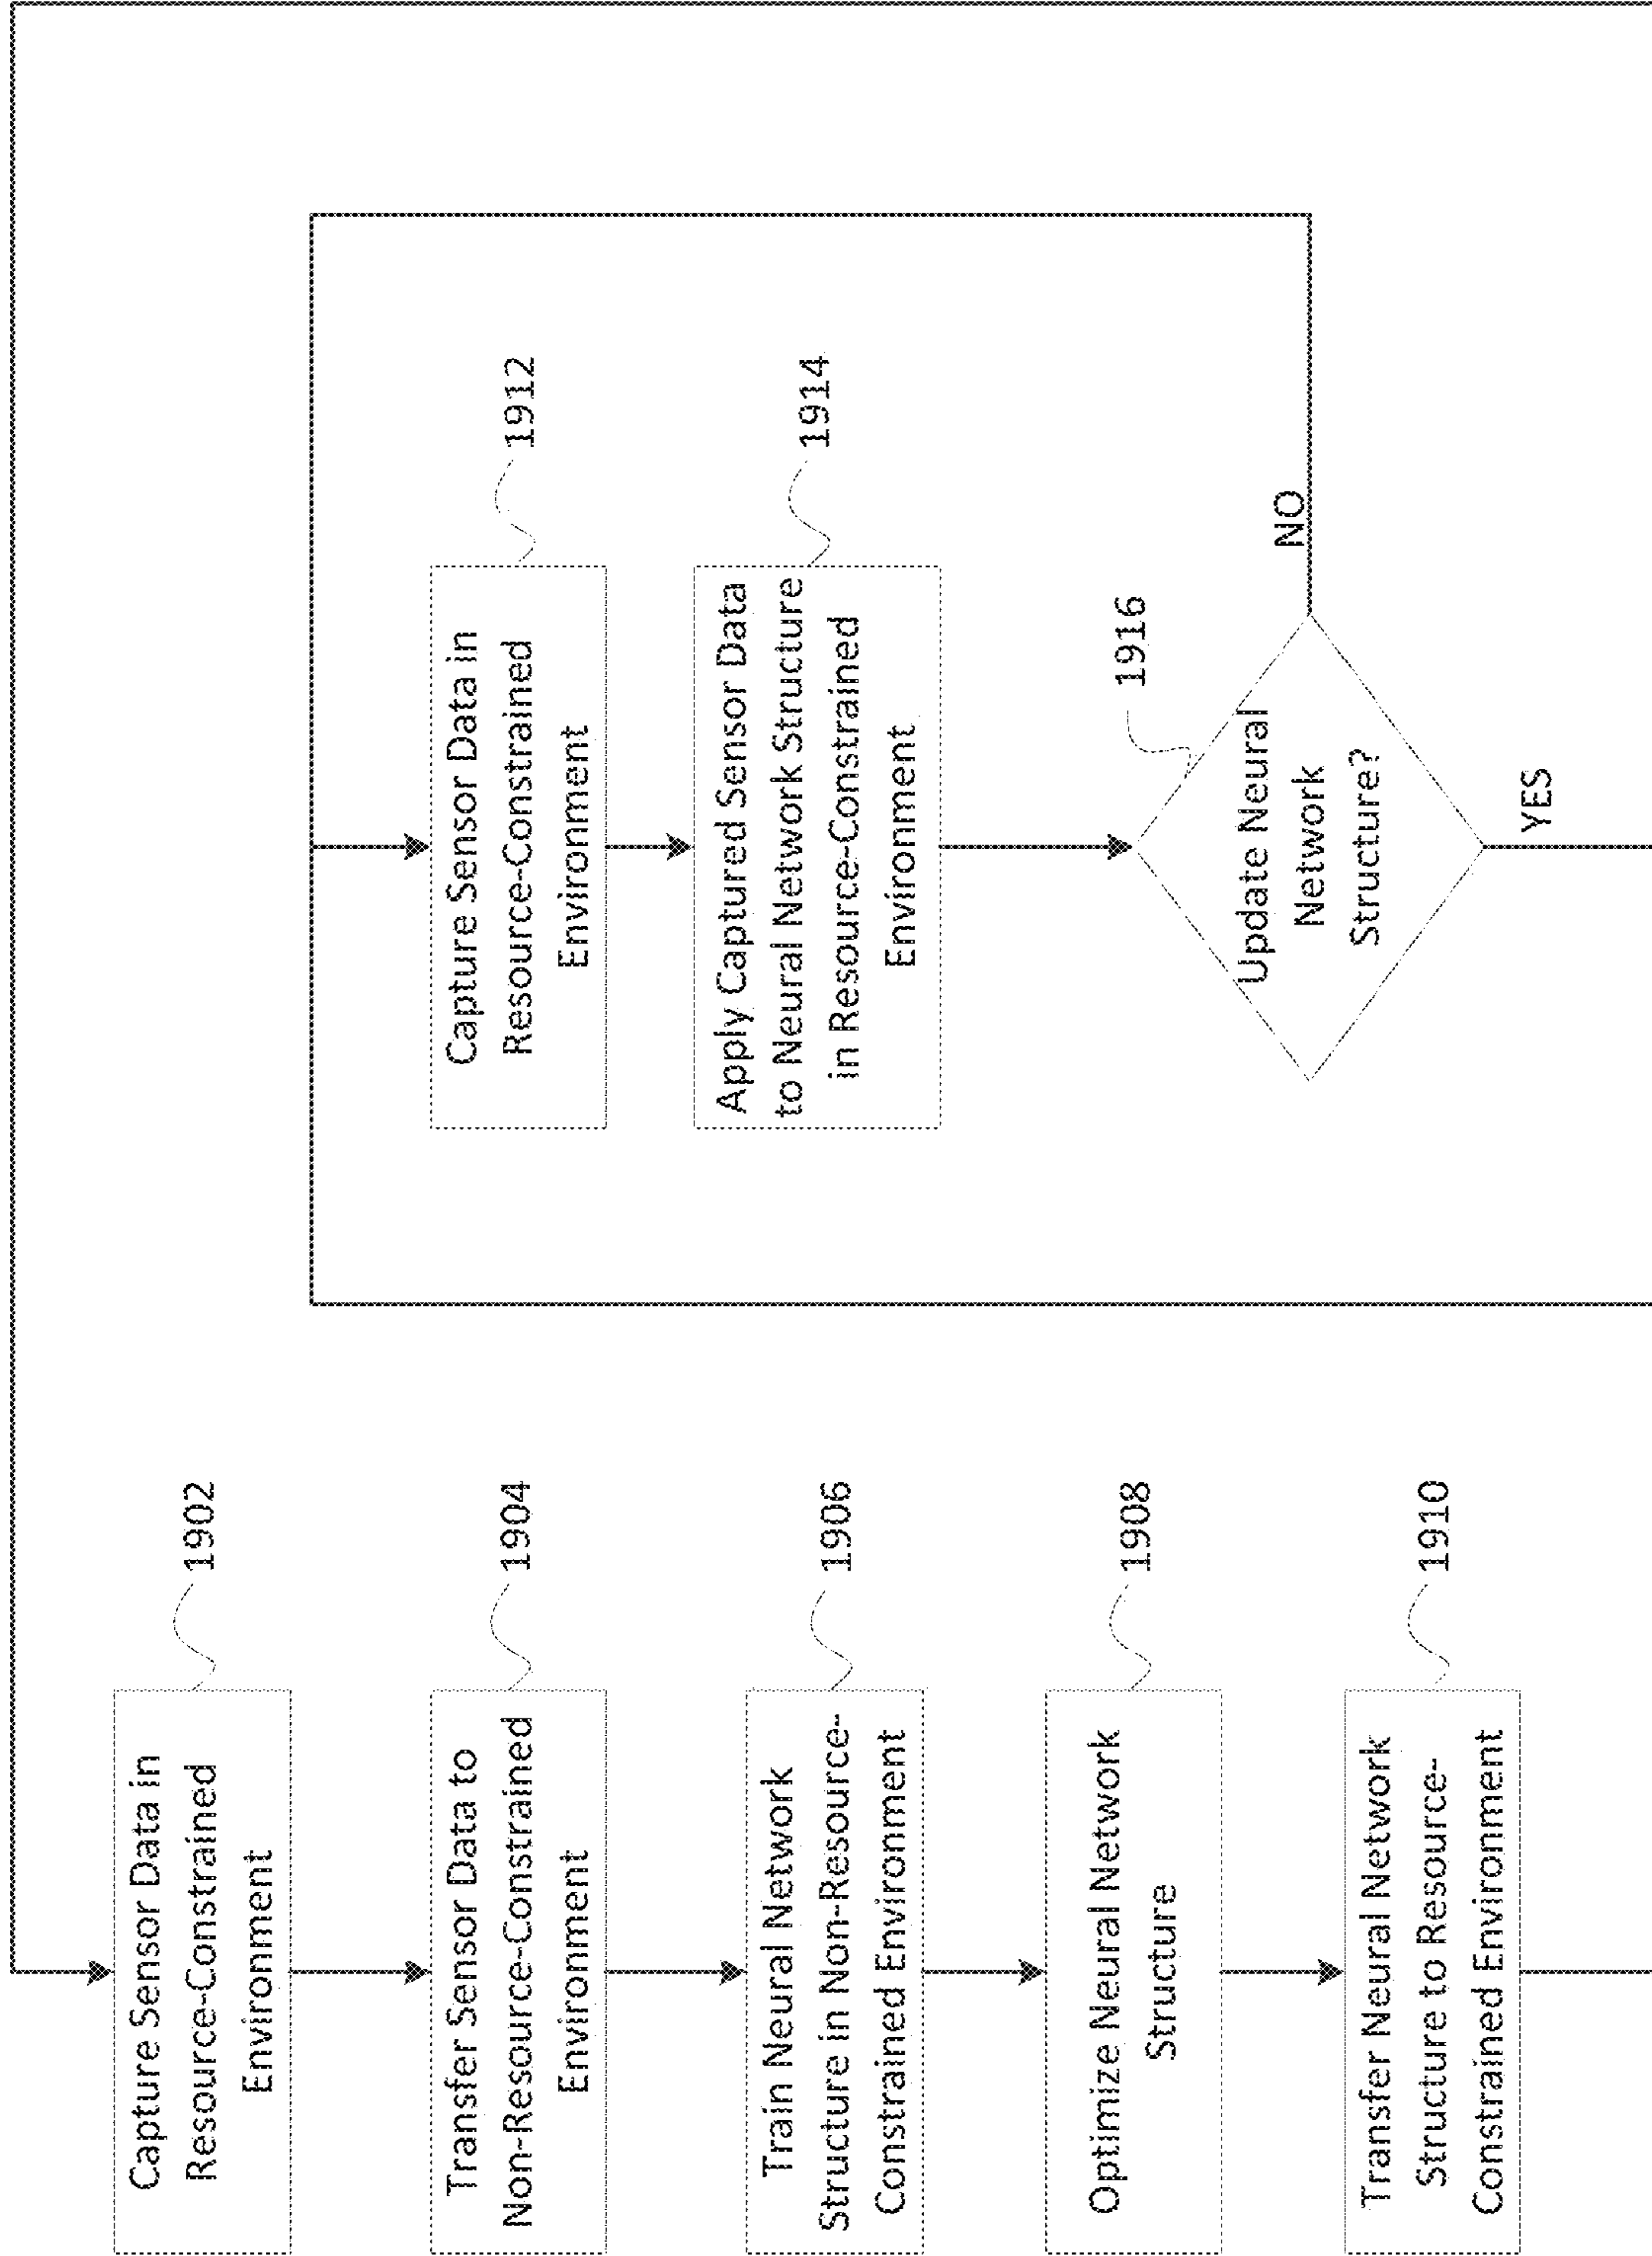 Capture Sensor Data in
Resource-Constrained
Environment
1902
Transfer Sensor Data to
Non-Resource-Constrained
Environment
1904
Train Neural Network
Structure in Non-Resource-
Constrained Environment
1906
Optimize Neural Network
Structure
1908
Transfer Neural Network
Structure to Resource-
Constrained Environment
1910
Capture Sensor Data in
Resource-Constrained
Environment
1912
Apply Captured Sensor Data
to Neural Network Structure
in Resource-Constrained
Environment
1914
Update Neural
Network
Structure?
1916
NO
YES